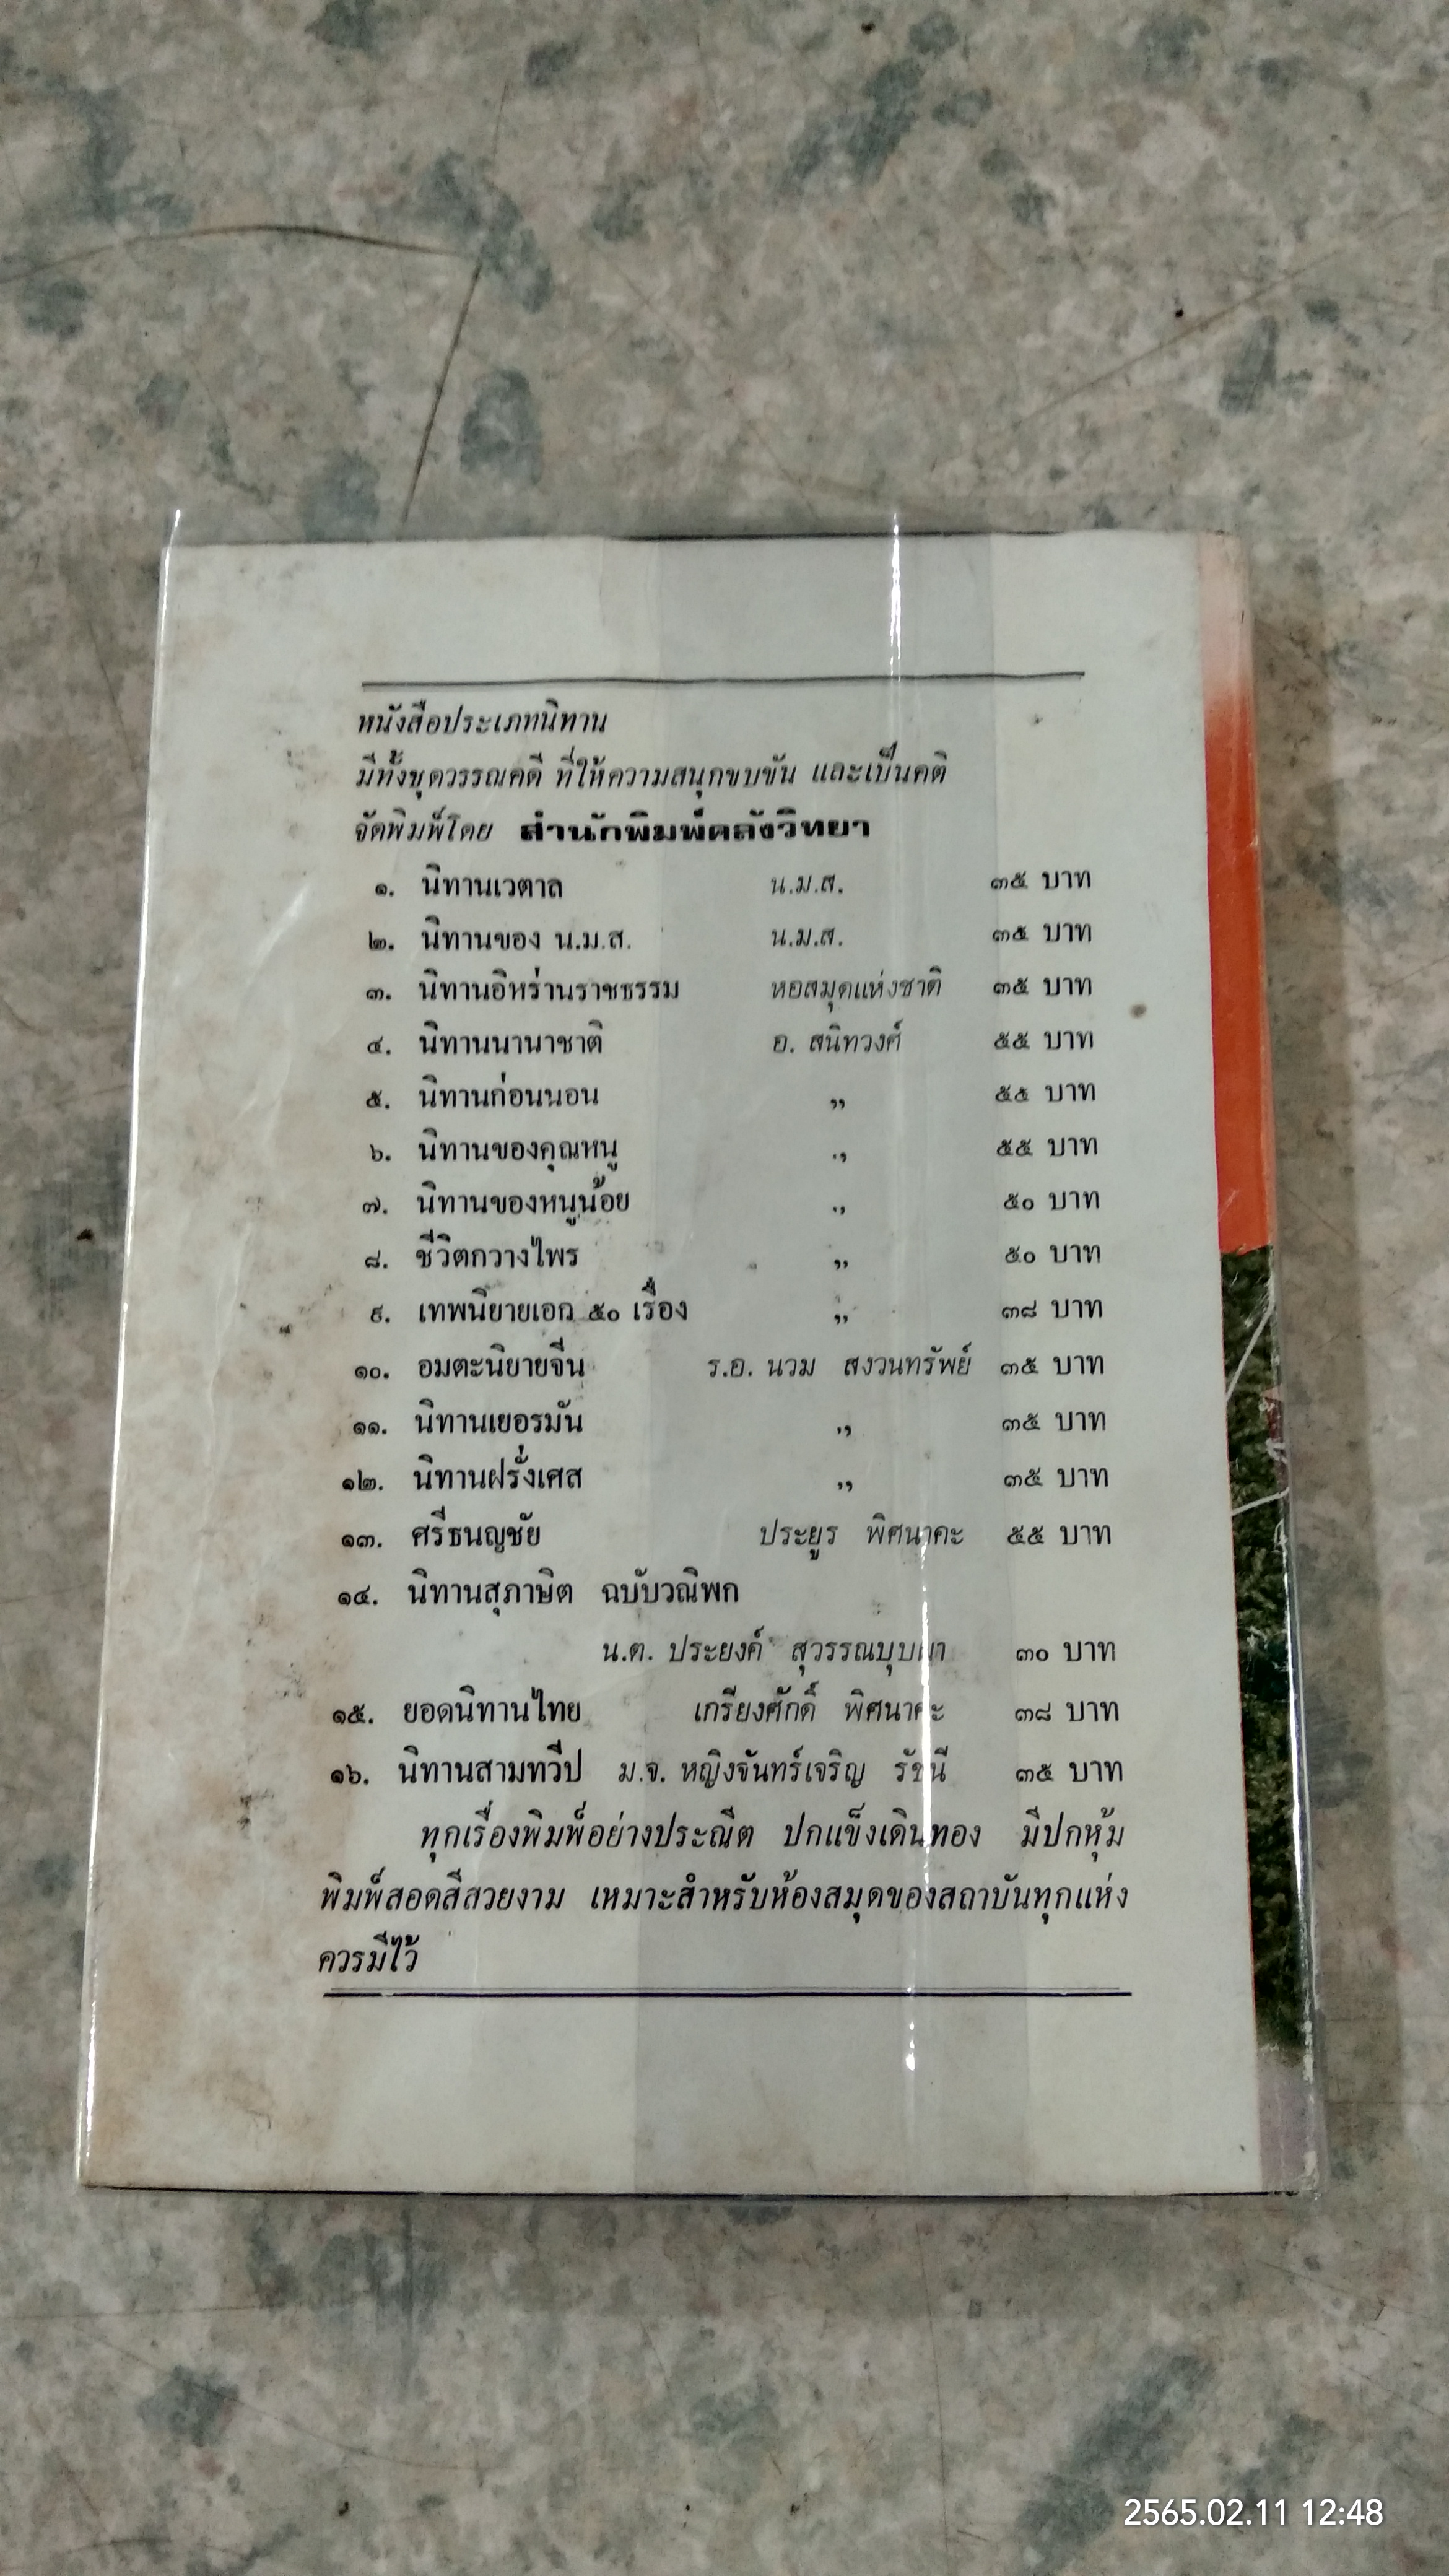 หนังสือประเภทนิทาน
มีทั้งชุดวรรณคดี ที่ให้ความสนุกขบขัน และเป็นคติ
จัดพิมพ์โดย สำนักพิมพ์คลังวิทยา
๑. นิทานเวตาล น.ม.ส. ๓๕ บาท
๒. นิทานของ น.ม.ส. น.ม.ส. ๓๕ บาท
๓. นิทานอิหร่านราชธรรม หอสมุดแห่งชาติ ๓๕ บาท
๔. นิทานนานาชาติ อ. สนิทวงศ์ ๕๕ บาท
๕. นิทานก่อนนอน ,, ๕๕ บาท
๖. นิทานของคุณหนู ,, ๕๕ บาท
๗. นิทานของหนูน้อย ,, ๕๐ บาท
๘. ชีวิตกวางไพร ,, ๕๐ บาท
๙. เทพนิยายเอก ๕๐ เรื่อง ,, ๓๘ บาท
๑๐. อมตะนิยายจีน ร.อ. นวม สงวนทรัพย์ ๓๕ บาท
๑๑. นิทานเยอรมัน ,, ๓๕ บาท
๑๒. นิทานฝรั่งเศส ,, ๓๕ บาท
๑๓. ศรีธนญชัย ประยูร พิศนาคะ ๕๕ บาท
๑๔. นิทานสุภาษิต ฉบับวณิพก
น.ต. ประยงค์ สุวรรณบุบผา ๓๐ บาท
๑๕. ยอดนิทานไทย เกรียงศักดิ์ พิศนาคะ ๓๘ บาท
๑๖. นิทานสามทวีป ม.จ. หญิงจันทร์เจริญ รัชนี ๓๕ บาท
ทุกเรื่องพิมพ์อย่างประณีต ปกแข็งเดินทอง มีปกหุ้ม
พิมพ์สอดสีสวยงาม เหมาะสำหรับห้องสมุดของสถาบันทุกแห่ง
ควรมีไว้
2565.02.11 12:48